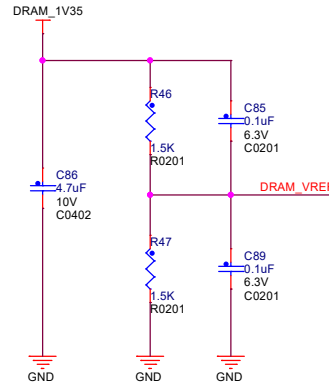 DRAM_1V35
R46
1.5K
R0201
C85
0.1uF
6.3V
C0201
C86
4.7uF
10V
C0402
DRAM_VREF
R47
1.5K
R0201
C89
0.1uF
6.3V
C0201
GND
GND
GND